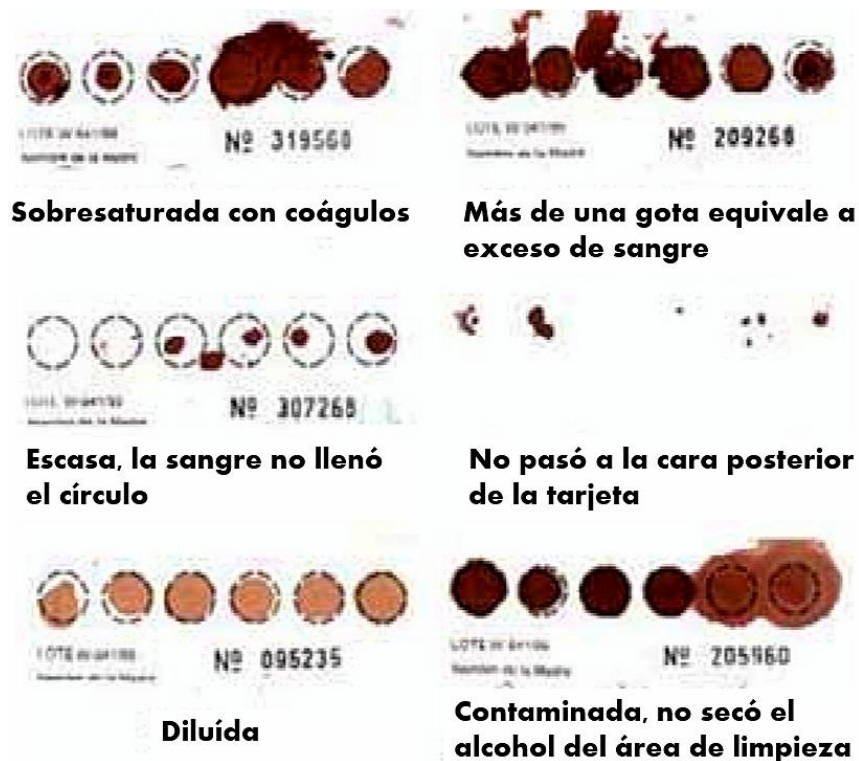 Nº 319560
Sobresaturada con coágulos
Nº 209268
Más de una gota equivale a
exceso de sangre
Nº 307268
Escasa, la sangre no llenó
el círculo
No pasó a la cara posterior
de la tarjeta
Nº 095235
Diluída
Nº 205960
Contaminada, no secó el
alcohol del área de limpieza